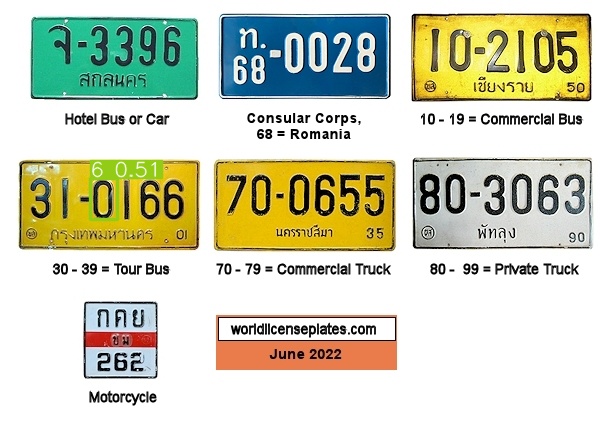 จ-3396
สกลนคร
Hotel Bus or Car
ท.
68-0028
Consular Corps,
68 = Romania
10-2105
เชียงราย 50
10 - 19 = Commercial Bus
6 0.51
31-0166
กรุงเทพมหานคร 01
30 - 39 = Tour Bus
70-0655
นครราชสีมา 35
70 - 79 = Commercial Truck
80-3063
พัทลุง 90
80 - 99 = Private Truck
กคย
ชม
262
Motorcycle
worldlicenseplates.com
June 2022